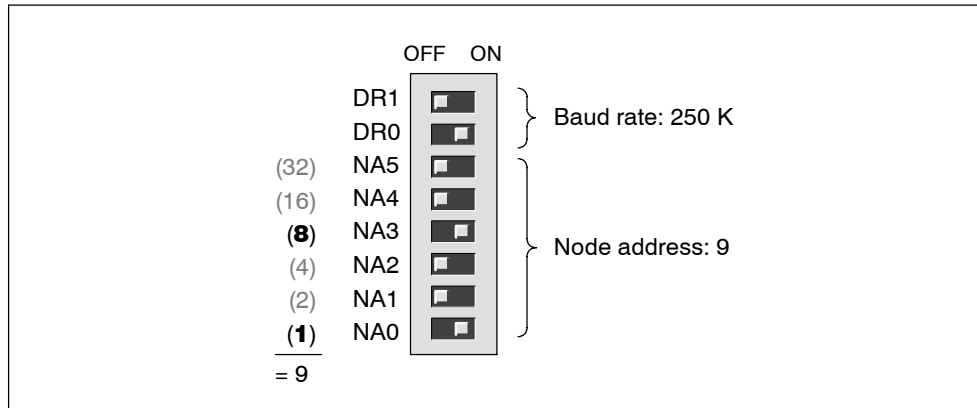 OFF ON
DR1
Baud rate: 250 K
DR0
(32) NA5
(16) NA4
(8) NA3
Node address: 9
(4) NA2
(2) NA1
(1) NA0
= 9